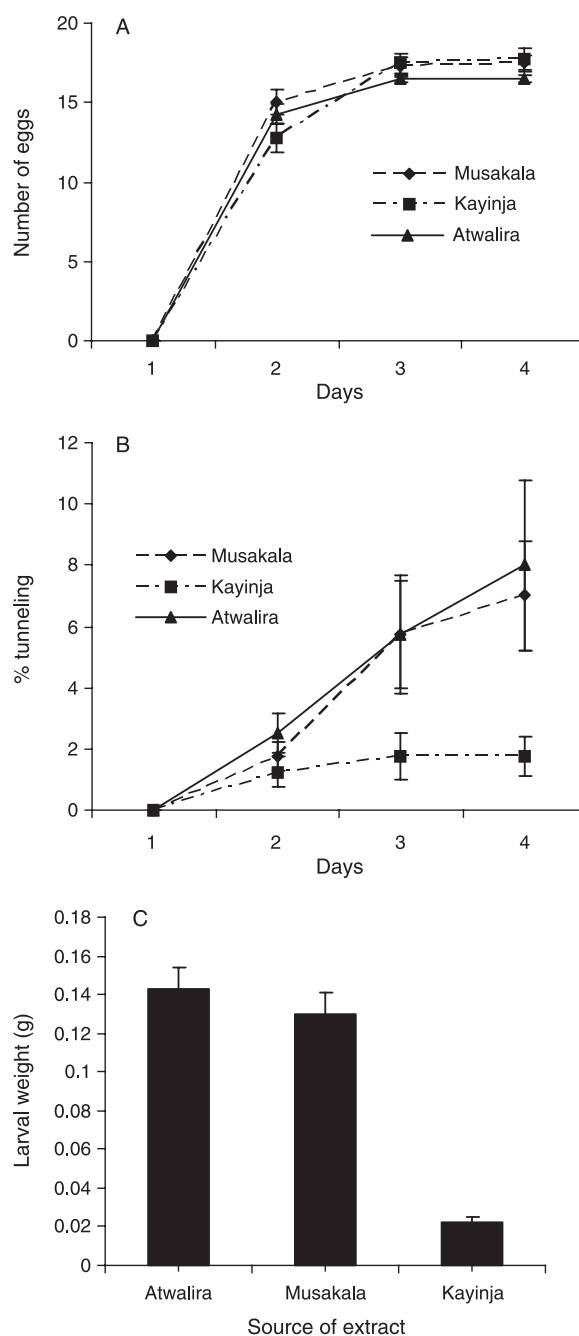 A
20
15
10
5
0
Number of eggs
Musakala
Kayinja
Atwalira
1 2 3 4
Days
B
12
10
8
6
4
2
0
% tunneling
Musakala
Kayinja
Atwalira
1 2 3 4
Days
C
0.18
0.16
0.14
0.12
0.1
0.08
0.06
0.04
0.02
0
Larval weight (g)
Atwalira Musakala Kayinja
Source of extract